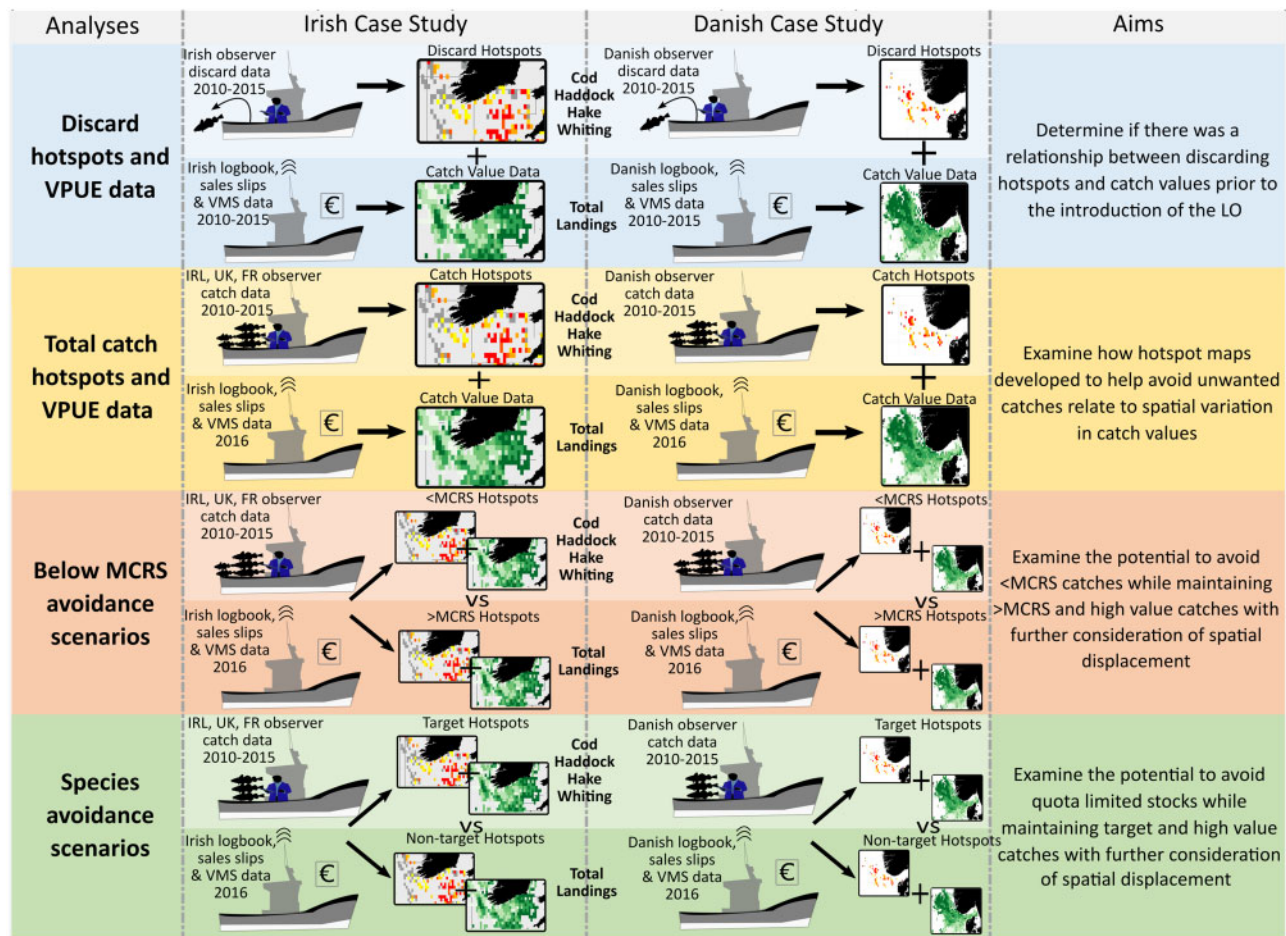 Analyses
Irish Case Study
Danish Case Study
Aims
Discard
hotspots and
VPUE data
Irish observer
discard data
2010-2015
Discard Hotspots
Cod
Haddock
Hake
Whiting
+
Irish logbook,
sales slips
& VMS data
2010-2015
€
Catch Value Data
Total
Landings
Danish observer
discard data
2010-2015
Discard Hotspots
+
Danish logbook,
sales slips
& VMS data
2010-2015
€
Catch Value Data
Determine if there was a
relationship between discarding
hotspots and catch values prior to
the introduction of the LO
Total catch
hotspots and
VPUE data
IRL, UK, FR observer
catch data
2010-2015
Catch Hotspots
Cod
Haddock
Hake
Whiting
+
Irish logbook,
sales slips
& VMS data
2016
€
Catch Value Data
Total
Landings
Danish observer
catch data
2010-2015
Catch Hotspots
+
Danish logbook,
sales slips
& VMS data
2016
€
Catch Value Data
Examine how hotspot maps
developed to help avoid unwanted
catches relate to spatial variation
in catch values
Below MCRS
avoidance
scenarios
IRL, UK, FR observer
catch data
2010-2015
<MCRS Hotspots
+
Cod
Haddock
Hake
Whiting
VS
Irish logbook,
sales slips
& VMS data
2016
€
>MCRS Hotspots
+
Total
Landings
Danish observer
catch data
2010-2015
<MCRS Hotspots
+
VS
Danish logbook,
sales slips
& VMS data
2016
€
>MCRS Hotspots
+
Examine the potential to avoid
<MCRS catches while maintaining
>MCRS and high value catches with
further consideration of spatial
displacement
Species
avoidance
scenarios
IRL, UK, FR observer
catch data
2010-2015
Target Hotspots
+
Cod
Haddock
Hake
Whiting
VS
Irish logbook,
sales slips
& VMS data
2016
€
Non-target Hotspots
+
Total
Landings
Danish observer
catch data
2010-2015
Target Hotspots
+
VS
Danish logbook,
sales slips
& VMS data
2016
€
Non-target Hotspots
+
Examine the potential to avoid
quota limited stocks while
maintaining target and high value
catches with further consideration
of spatial displacement